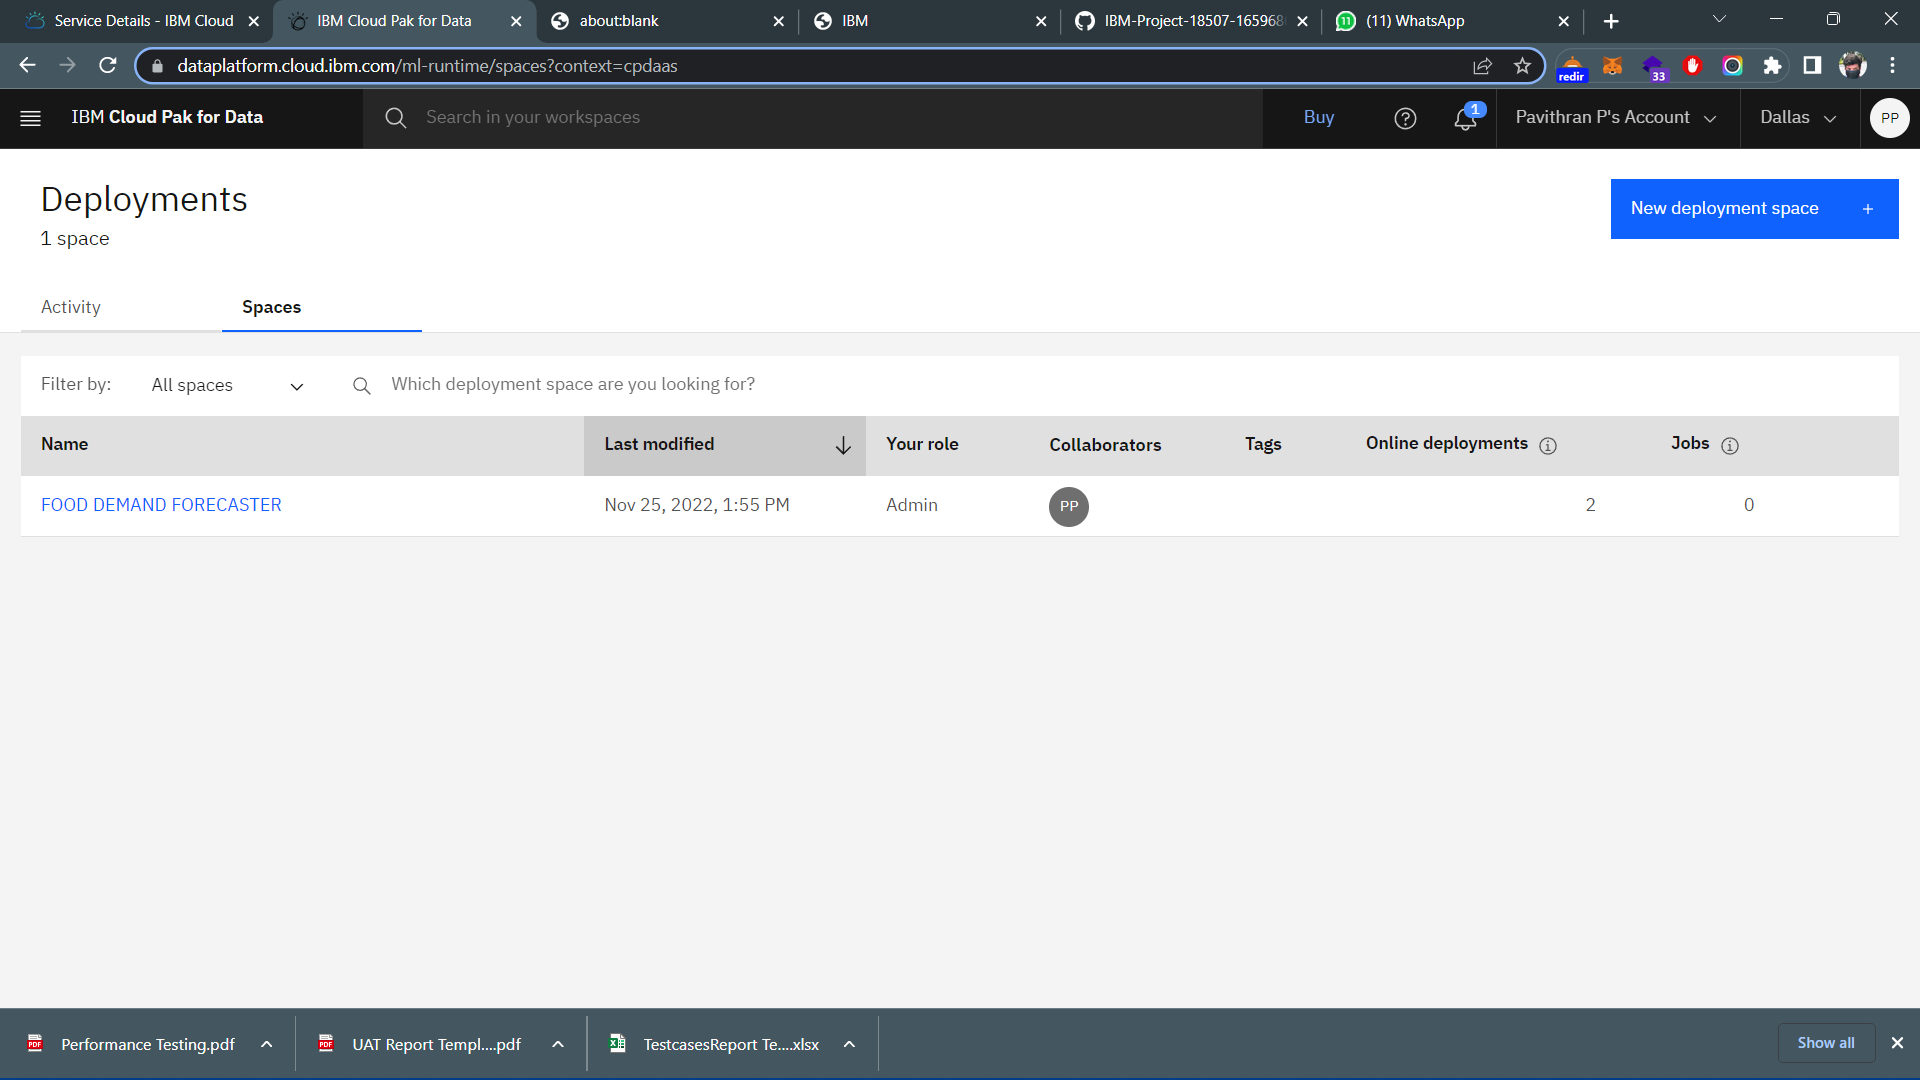 Service Details - IBM Cloud
IBM Cloud Pak for Data
about:blank
IBM
IBM-Project-18507-165968
11
(11) WhatsApp
dataplatform.cloud.ibm.com/ml-runtime/spaces?context=cpdaas
redir
33
IBM Cloud Pak for Data
Search in your workspaces
Buy
1
Pavithran P's Account
Dallas
PP
Deployments
1 space
New deployment space +
Activity
Spaces
Filter by:
All spaces
Which deployment space are you looking for?
Name
Last modified
Your role
Collaborators
Tags
Online deployments
Jobs
FOOD DEMAND FORECASTER
Nov 25, 2022, 1:55 PM
Admin
PP
2
0
PDF
Performance Testing.pdf
PDF
UAT Report Templ....pdf
TestcasesReport Te....xlsx
Show all